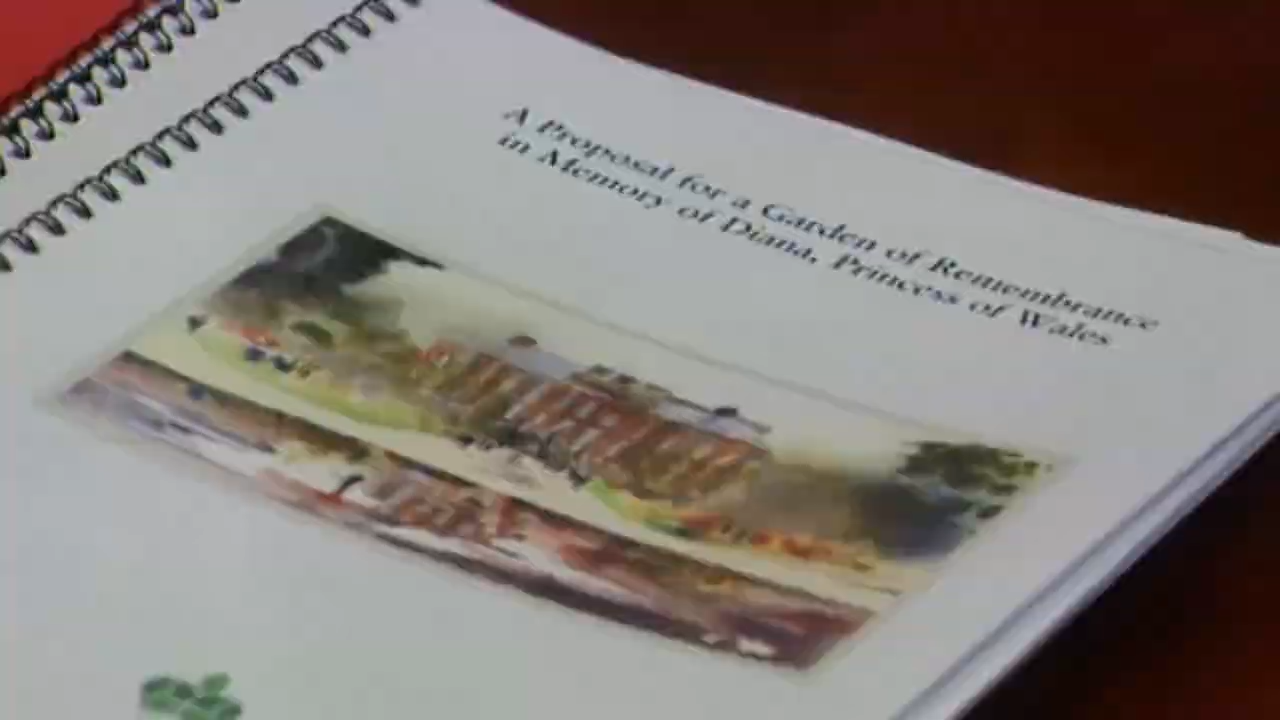 A Proposal for a Garden of Remembrance
in Memory of Diana, Princess of Wales